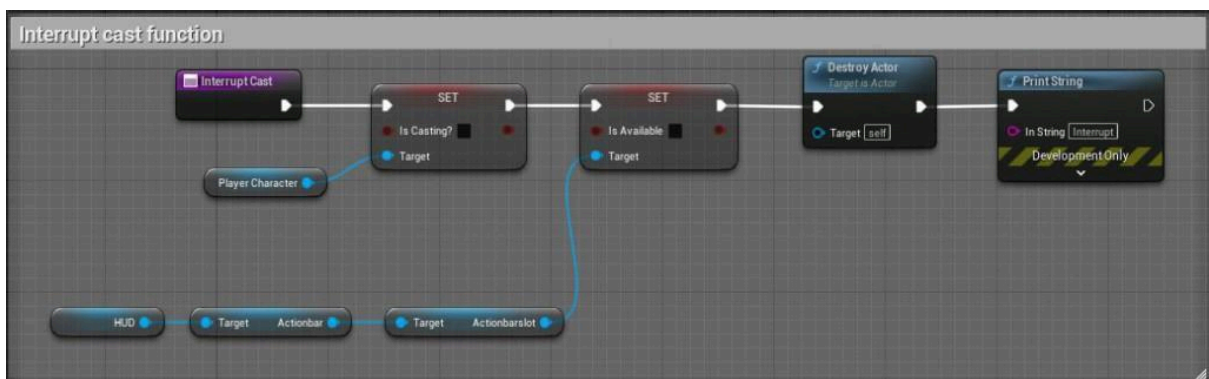 Interrupt cast function
Interrupt Cast
SET
Is Casting?
Target
Player Character
SET
Is Available
Target
Destroy Actor
Target is Actor
Target self
Print String
In String Interrupt
Development Only
HUD
Target Actionbar
Target Actionbarslot